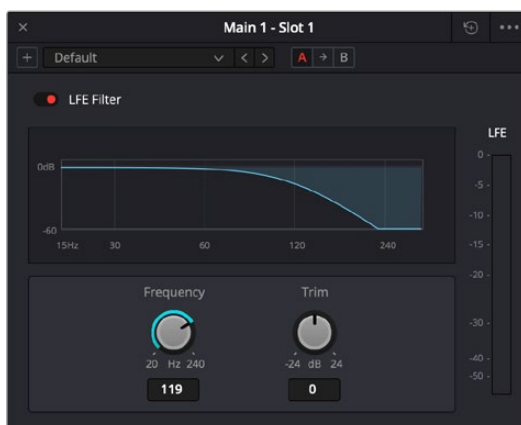 Main 1 - Slot 1
Default
A B
LFE Filter
LFE
0dB
-60
15Hz 30 60 120 240
0 -
-5 -
-10 -
-15 -
-20 -
-30 -
-40 -
-50 -
Frequency Trim
20 Hz 240 -24 dB 24
119 0